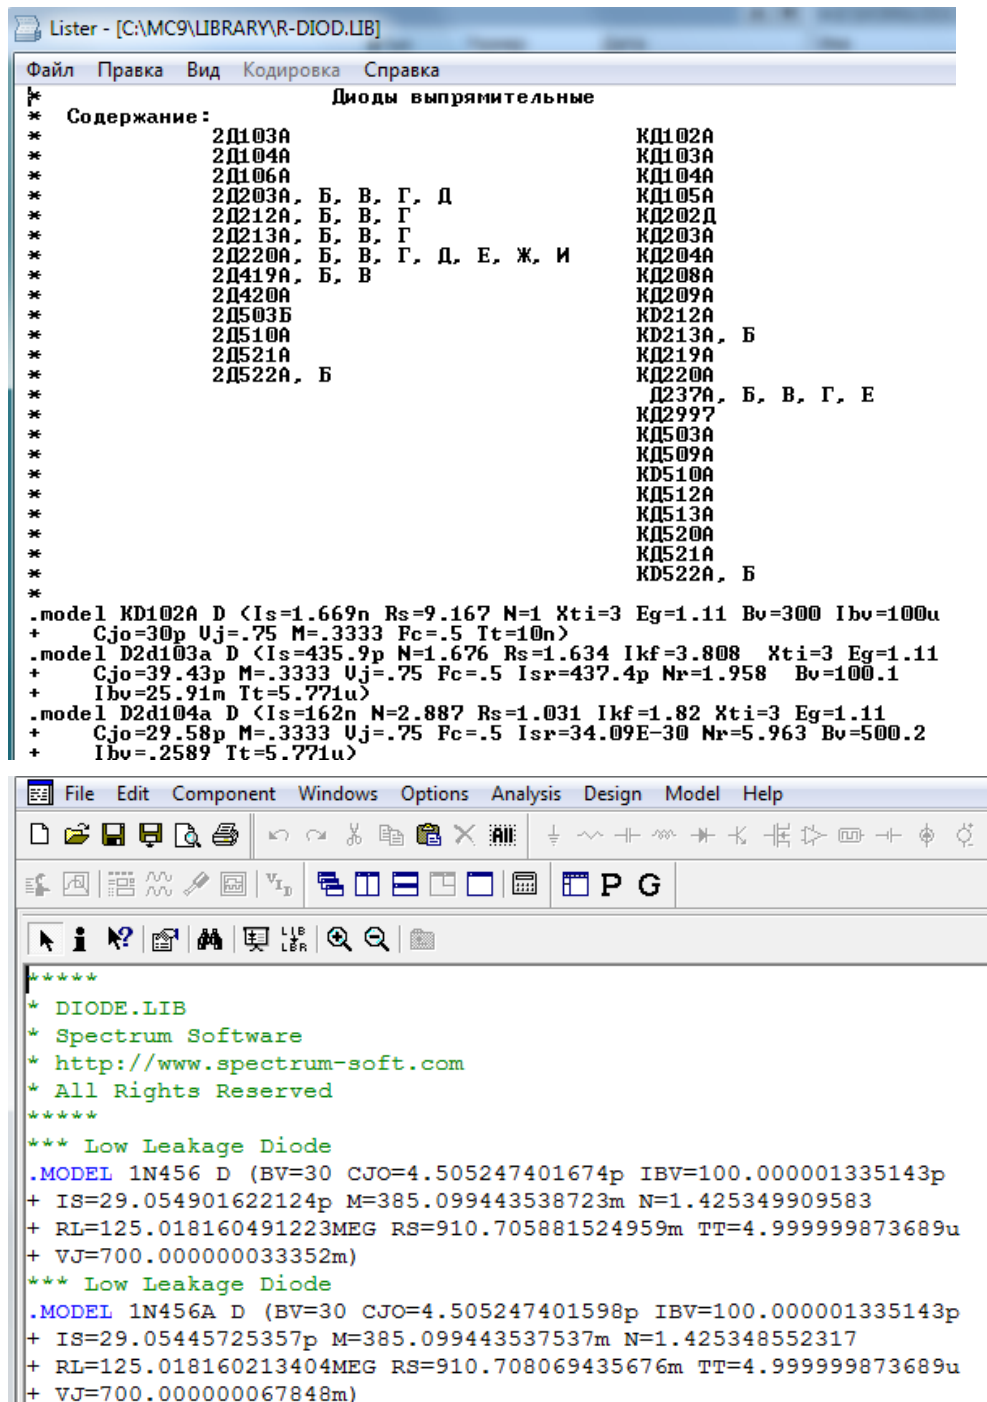 Lister - [C:\MC9\LIBRARY\R-DIOD.LIB]
Файл Правка Вид Кодировка Справка
* Диоды выпрямительные
* Содержание:
* 2Д103А КД102А
* 2Д104А КД103А
* 2Д106А КД104А
* 2Д203А, Б, В, Г, Д КД105А
* 2Д212А, Б, В, Г КД202Д
* 2Д213А, Б, В, Г КД203А
* 2Д220А, Б, В, Г, Д, Е, Ж, И КД204А
* 2Д419А, Б, В КД208А
* 2Д420А КД209А
* 2Д503Б KD212A
* 2Д510А KD213A, Б
* 2Д521А КД219А
* 2Д522А, Б КД220А
* Д237А, Б, В, Г, Е
* КД2997
* КД503А
* КД509А
* KD510A
* КД512А
* КД513А
* КД520А
* КД521А
* KD522A, Б
*
.model KD102A D (Is=1.669n Rs=9.167 N=1 Xti=3 Eg=1.11 Bv=300 Ibv=100u
+ Cjo=30p Vj=.75 M=.3333 Fc=.5 Tt=10n)
.model D2d103a D (Is=435.9p N=1.676 Rs=1.634 Ikf=3.808 Xti=3 Eg=1.11
+ Cjo=39.43p M=.3333 Vj=.75 Fc=.5 Isr=437.4p Nr=1.958 Bv=100.1
+ Ibv=25.91m Tt=5.771u)
.model D2d104a D (Is=162n N=2.887 Rs=1.031 Ikf=1.82 Xti=3 Eg=1.11
+ Cjo=29.58p M=.3333 Vj=.75 Fc=.5 Isr=34.09E-30 Nr=5.963 Bv=500.2
+ Ibv=.2589 Tt=5.771u)
File Edit Component Windows Options Analysis Design Model Help
All
V I D P G
LIB LBR
*****
* DIODE.LIB
* Spectrum Software
* http://www.spectrum-soft.com
* All Rights Reserved
*****
*** Low Leakage Diode
.MODEL 1N456 D (BV=30 CJO=4.505247401674p IBV=100.000001335143p
+ IS=29.054901622124p M=385.099443538723m N=1.425349909583
+ RL=125.018160491223MEG RS=910.705881524959m TT=4.999999873689u
+ VJ=700.000000033352m)
*** Low Leakage Diode
.MODEL 1N456A D (BV=30 CJO=4.505247401598p IBV=100.000001335143p
+ IS=29.05445725357p M=385.099443537537m N=1.425348552317
+ RL=125.018160213404MEG RS=910.708069435676m TT=4.999999873689u
+ VJ=700.000000067848m)